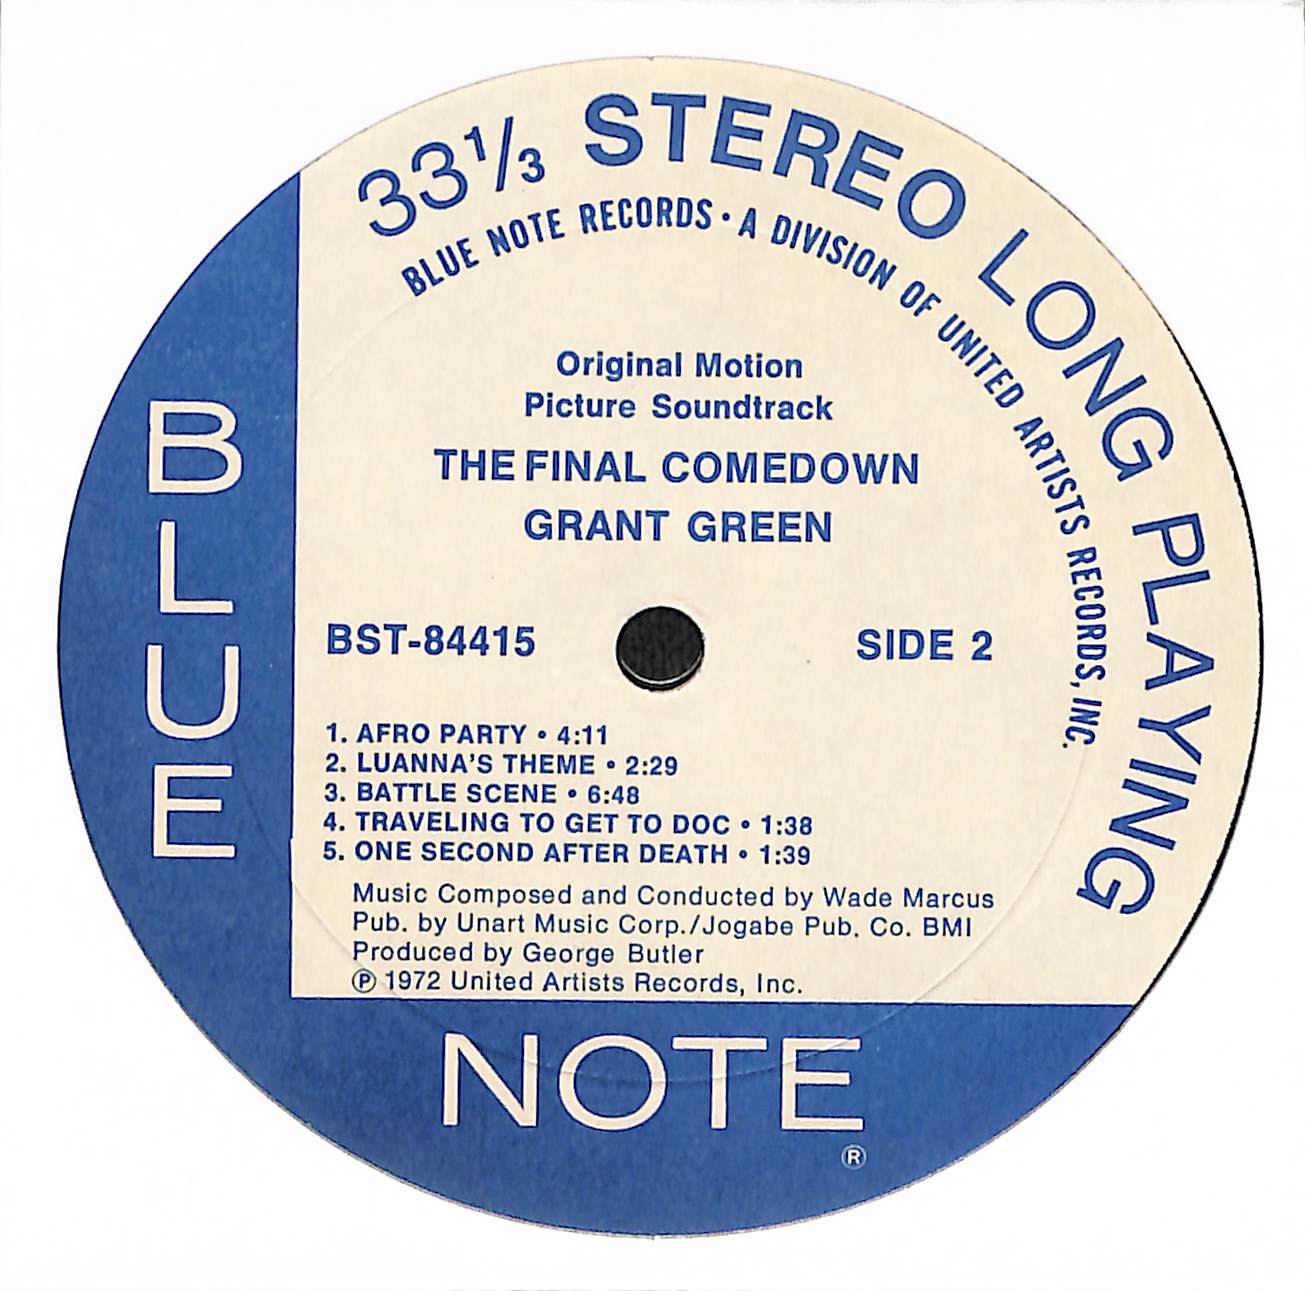 33⅓ STEREO LONG PLAYING
BLUE NOTE RECORDS • A DIVISION OF UNITED ARTISTS RECORDS, INC.
Original Motion
Picture Soundtrack
THE FINAL COMEDOWN
GRANT GREEN
BST-84415
SIDE 2
1. AFRO PARTY • 4:11
2. LUANNA'S THEME • 2:29
3. BATTLE SCENE • 6:48
4. TRAVELING TO GET TO DOC • 1:38
5. ONE SECOND AFTER DEATH • 1:39
Music Composed and Conducted by Wade Marcus
Pub. by Unart Music Corp./Jogabe Pub. Co. BMI
Produced by George Butler
℗ 1972 United Artists Records, Inc.
BLUE
NOTE
®